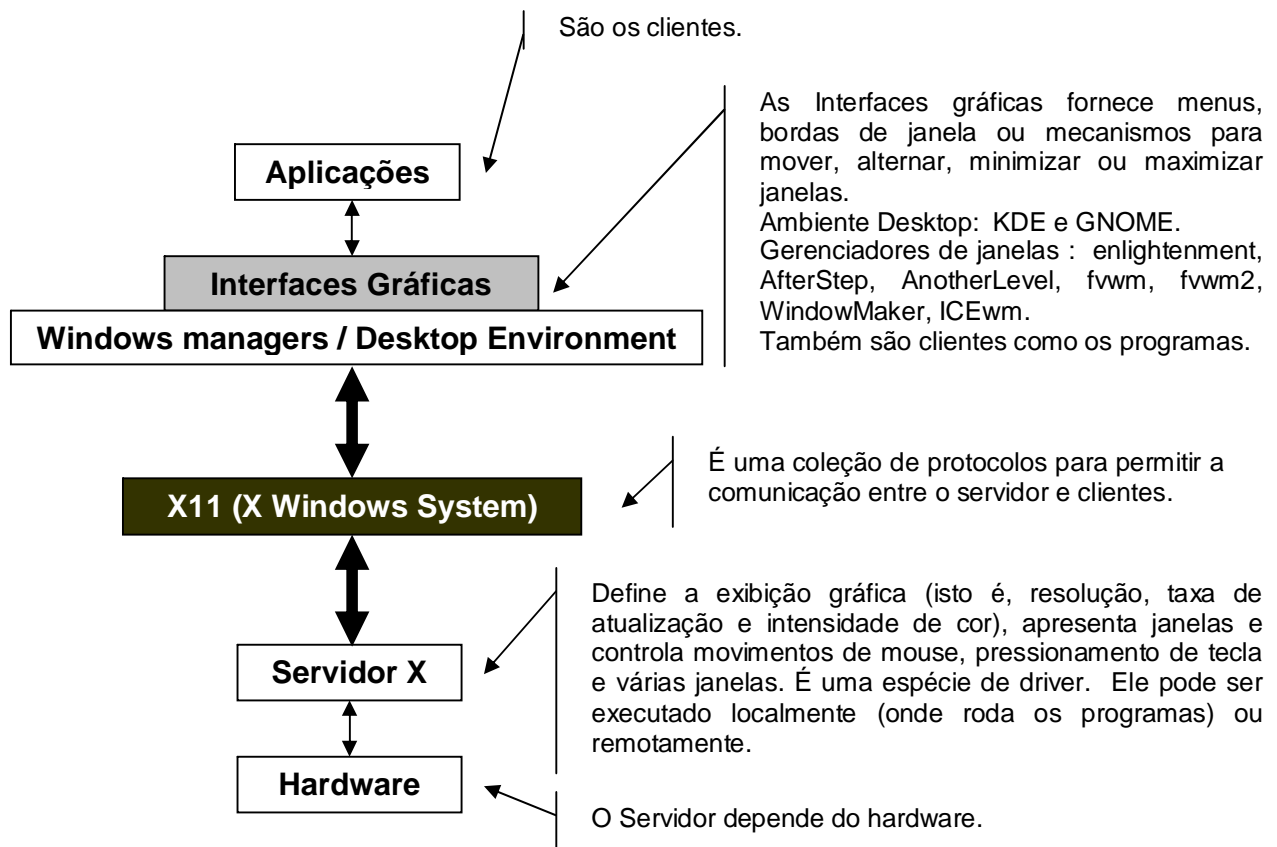 São os clientes.
As Interfaces gráficas fornece menus,
bordas de janela ou mecanismos para
mover, alternar, minimizar ou maximizar
janelas.
Ambiente Desktop: KDE e GNOME.
Gerenciadores de janelas : enlightenment,
AfterStep, AnotherLevel, fvwm, fvwm2,
WindowMaker, ICEwm.
Também são clientes como os programas.
Aplicações
Interfaces Gráficas
Windows managers / Desktop Environment
É uma coleção de protocolos para permitir a
comunicação entre o servidor e clientes.
X11 (X Windows System)
Define a exibição gráfica (isto é, resolução, taxa de
atualização e intensidade de cor), apresenta janelas e
controla movimentos de mouse, pressionamento de tecla
e várias janelas. É uma espécie de driver. Ele pode ser
executado localmente (onde roda os programas) ou
remotamente.
Servidor X
Hardware
O Servidor depende do hardware.